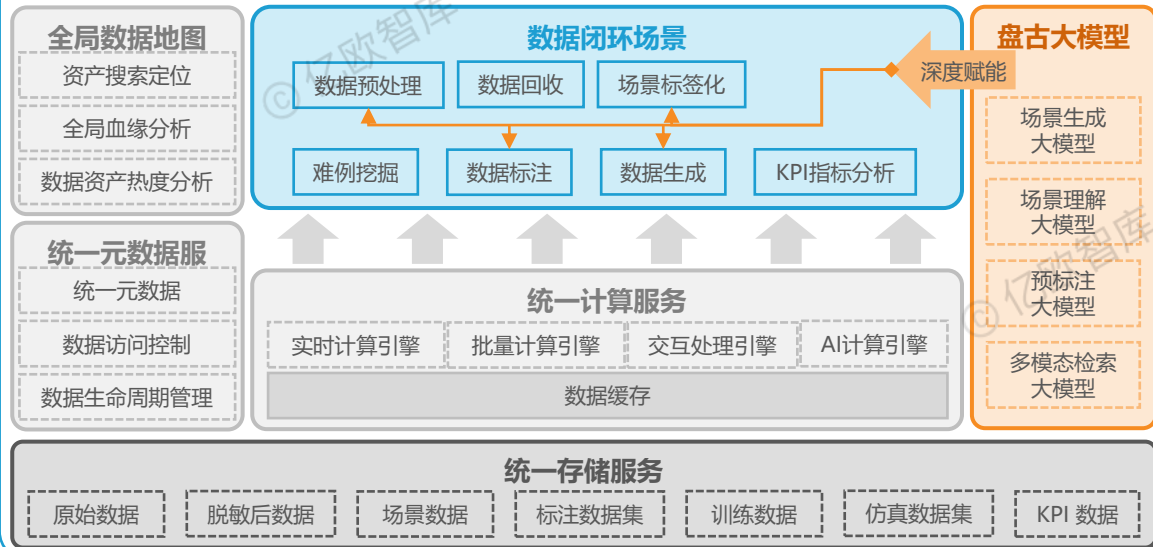 全局数据地图
资产搜索定位
全局血缘分析
数据资产热度分析
统一元数据服
统一元数据
数据访问控制
数据生命周期管理
数据闭环场景
数据预处理
数据回收
场景标签化
难例挖掘
数据标注
数据生成
KPI指标分析
深度赋能
盘古大模型
场景生成
大模型
场景理解
大模型
预标注
大模型
多模态检索
大模型
统一计算服务
实时计算引擎
批量计算引擎
交互处理引擎
AI计算引擎
数据缓存
统一存储服务
原始数据
脱敏后数据
场景数据
标注数据集
训练数据
仿真数据集
KPI 数据
© 亿欧智库
© 亿欧智库